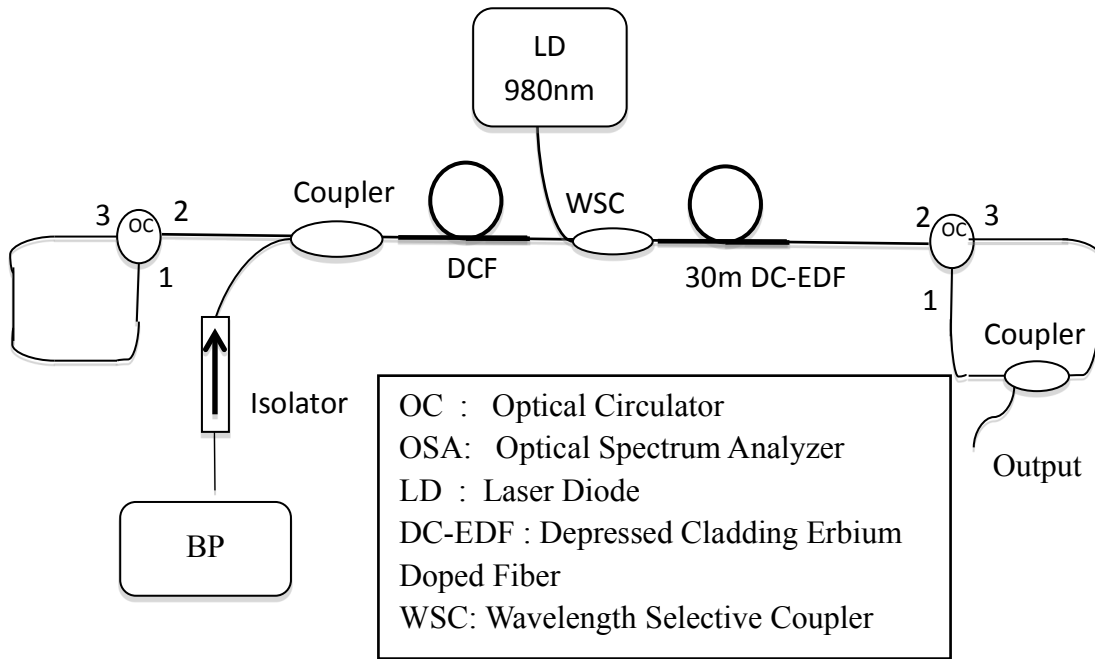 LD
980nm
Coupler
WSC
3
OC
2
1
DCF
30m DC-EDF
2
OC
3
1
Coupler
Isolator
Output
BP
OC : Optical Circulator
OSA: Optical Spectrum Analyzer
LD : Laser Diode
DC-EDF : Depressed Cladding Erbium
Doped Fiber
WSC: Wavelength Selective Coupler